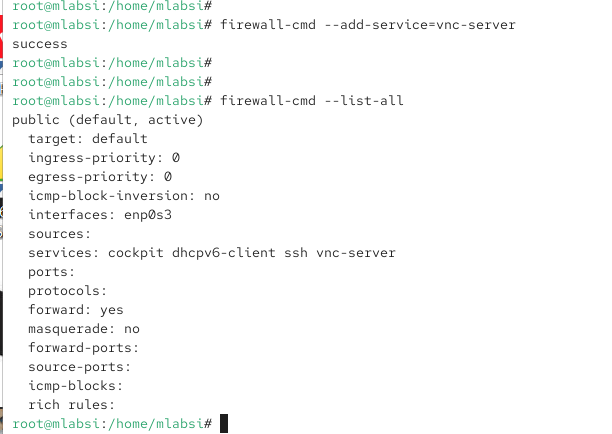 root@mlabsi:/home/mlabsi#
root@mlabsi:/home/mlabsi# firewall-cmd --add-service=vnc-server
success
root@mlabsi:/home/mlabsi#
root@mlabsi:/home/mlabsi#
root@mlabsi:/home/mlabsi# firewall-cmd --list-all
public (default, active)
  target: default
  ingress-priority: 0
  egress-priority: 0
  icmp-block-inversion: no
  interfaces: enp0s3
  sources:
  services: cockpit dhcpv6-client ssh vnc-server
  ports:
  protocols:
  forward: yes
  masquerade: no
  forward-ports:
  source-ports:
  icmp-blocks:
  rich rules:
root@mlabsi:/home/mlabsi#